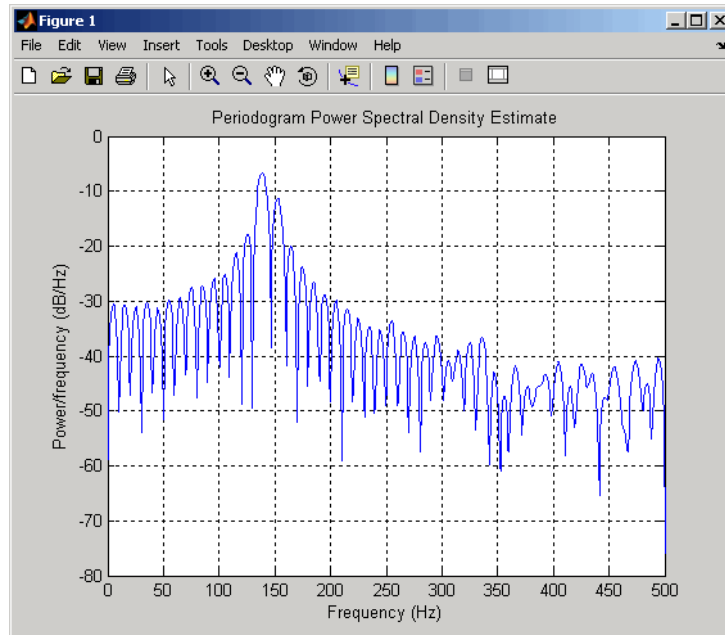 Figure 1
File Edit View Insert Tools Desktop Window Help
Periodogram Power Spectral Density Estimate
Power/frequency (dB/Hz)
0
-10
-20
-30
-40
-50
-60
-70
-80
0 50 100 150 200 250 300 350 400 450 500
Frequency (Hz)